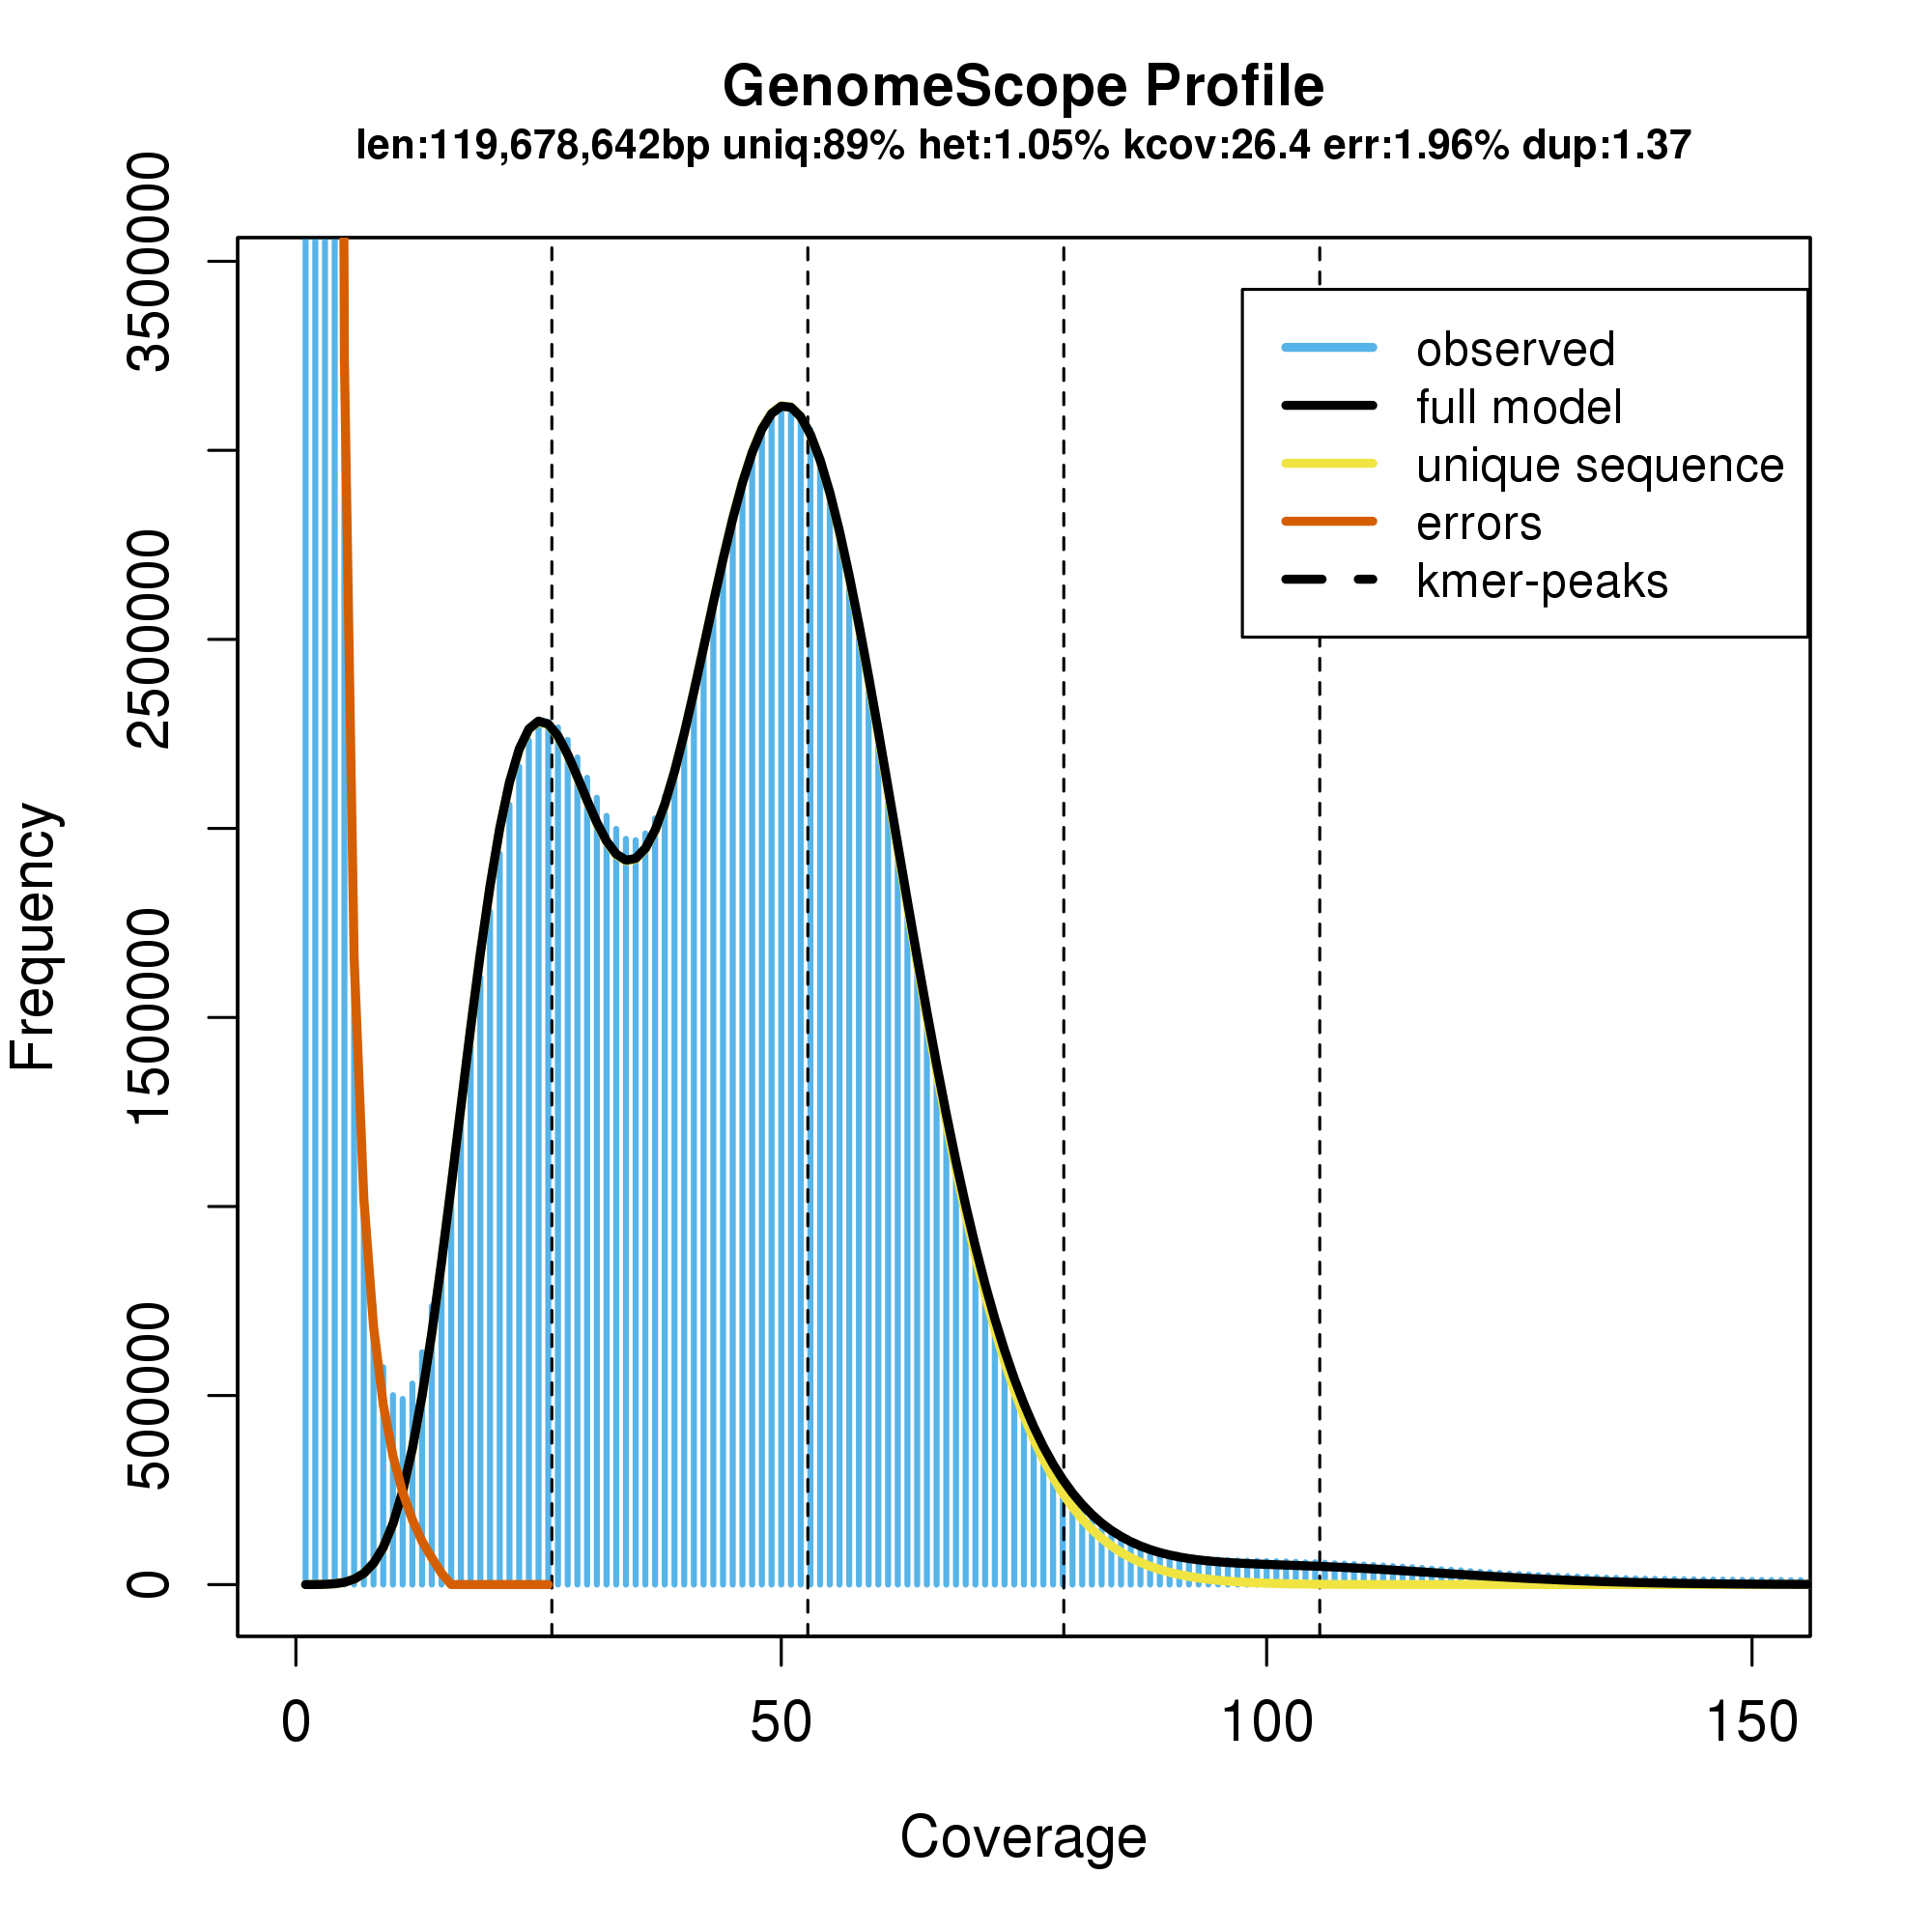 GenomeScope Profile
len:119,678,642bp uniq:89% het:1.05% kcov:26.4 err:1.96% dup:1.37
3500000
2500000
1500000
500000
0
Frequency
observed
full model
unique sequence
errors
kmer-peaks
0 50 100 150
Coverage